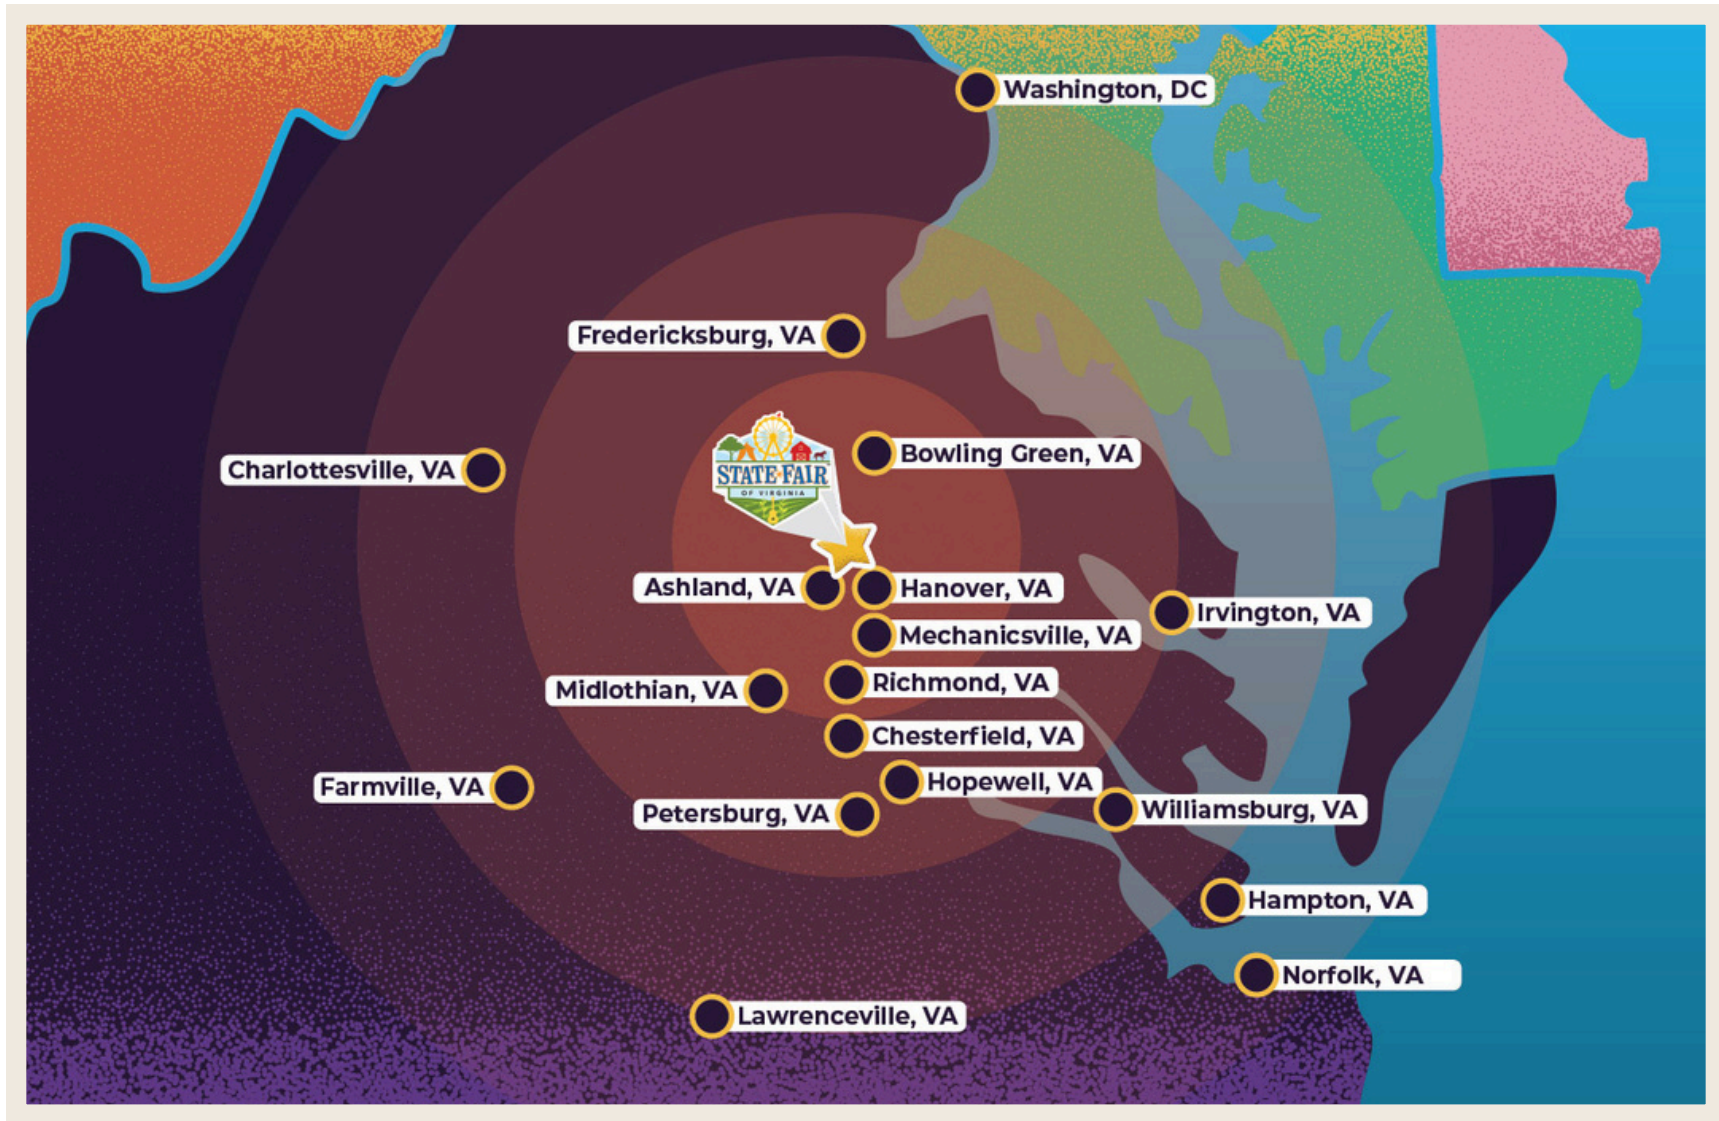 Washington, DC
Fredericksburg, VA
Bowling Green, VA
Charlottesville, VA
STATE FAIR
OF VIRGINIA
Ashland, VA
Hanover, VA
Irvington, VA
Mechanicsville, VA
Richmond, VA
Midlothian, VA
Chesterfield, VA
Hopewell, VA
Farmville, VA
Williamsburg, VA
Petersburg, VA
Hampton, VA
Norfolk, VA
Lawrenceville, VA